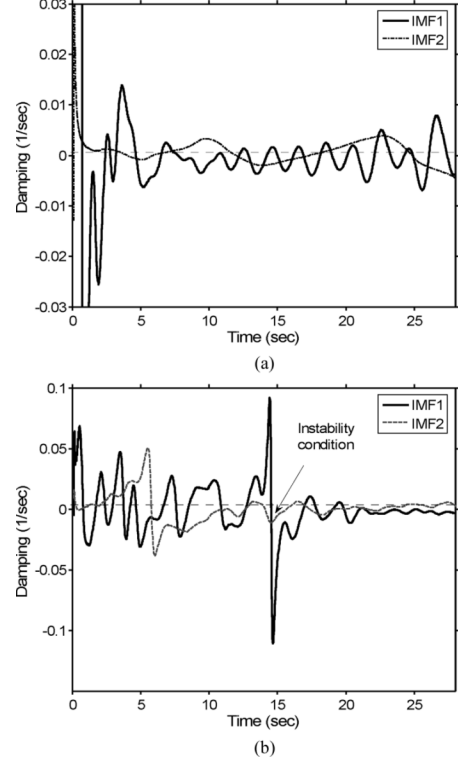 0.03
IMF1
IMF2
0.02
0.01
0
-0.01
-0.02
-0.03
Damping (1/sec)
0 5 10 15 20 25
Time (sec)
(a)
0.1
IMF1
IMF2
Instability
condition
0.05
0
-0.05
-0.1
Damping (1/sec)
0 5 10 15 20 25
Time (sec)
(b)